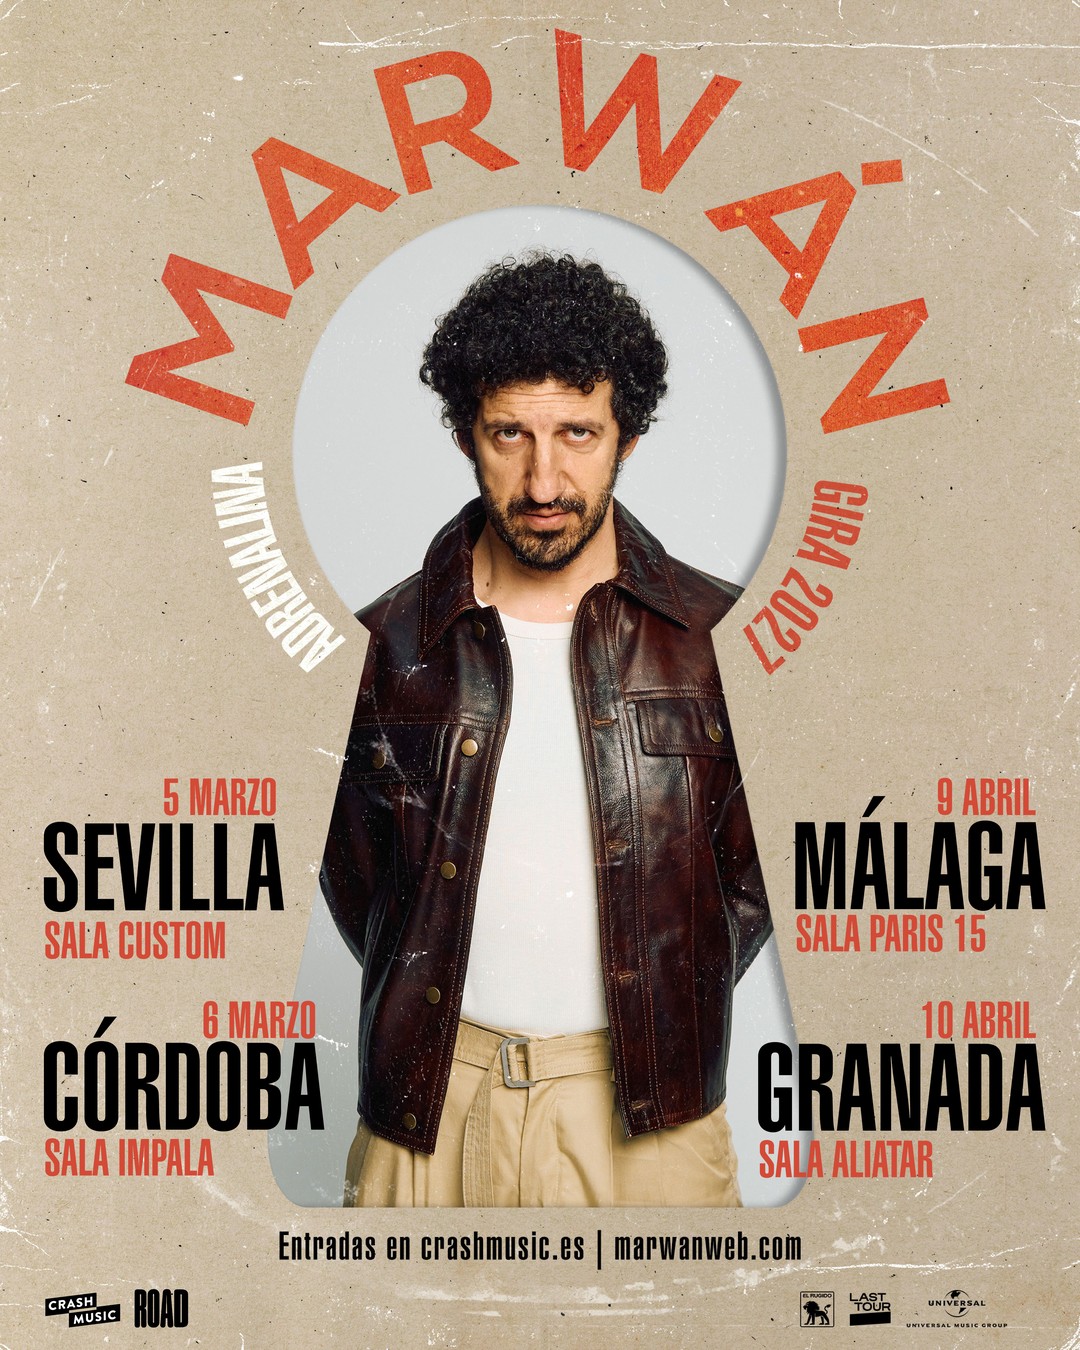 MARWÁN
ADRENALINA
GIRA 2027
5 MARZO
SEVILLA
SALA CUSTOM
6 MARZO
CÓRDOBA
SALA IMPALA
9 ABRIL
MÁLAGA
SALA PARIS 15
10 ABRIL
GRANADA
SALA ALIATAR
Entradas en crashmusic.es | marwanweb.com
CRASH
MUSIC
ROAD
EL RUGIDO
LAST
TOUR
UNIVERSAL
UNIVERSAL MUSIC GROUP